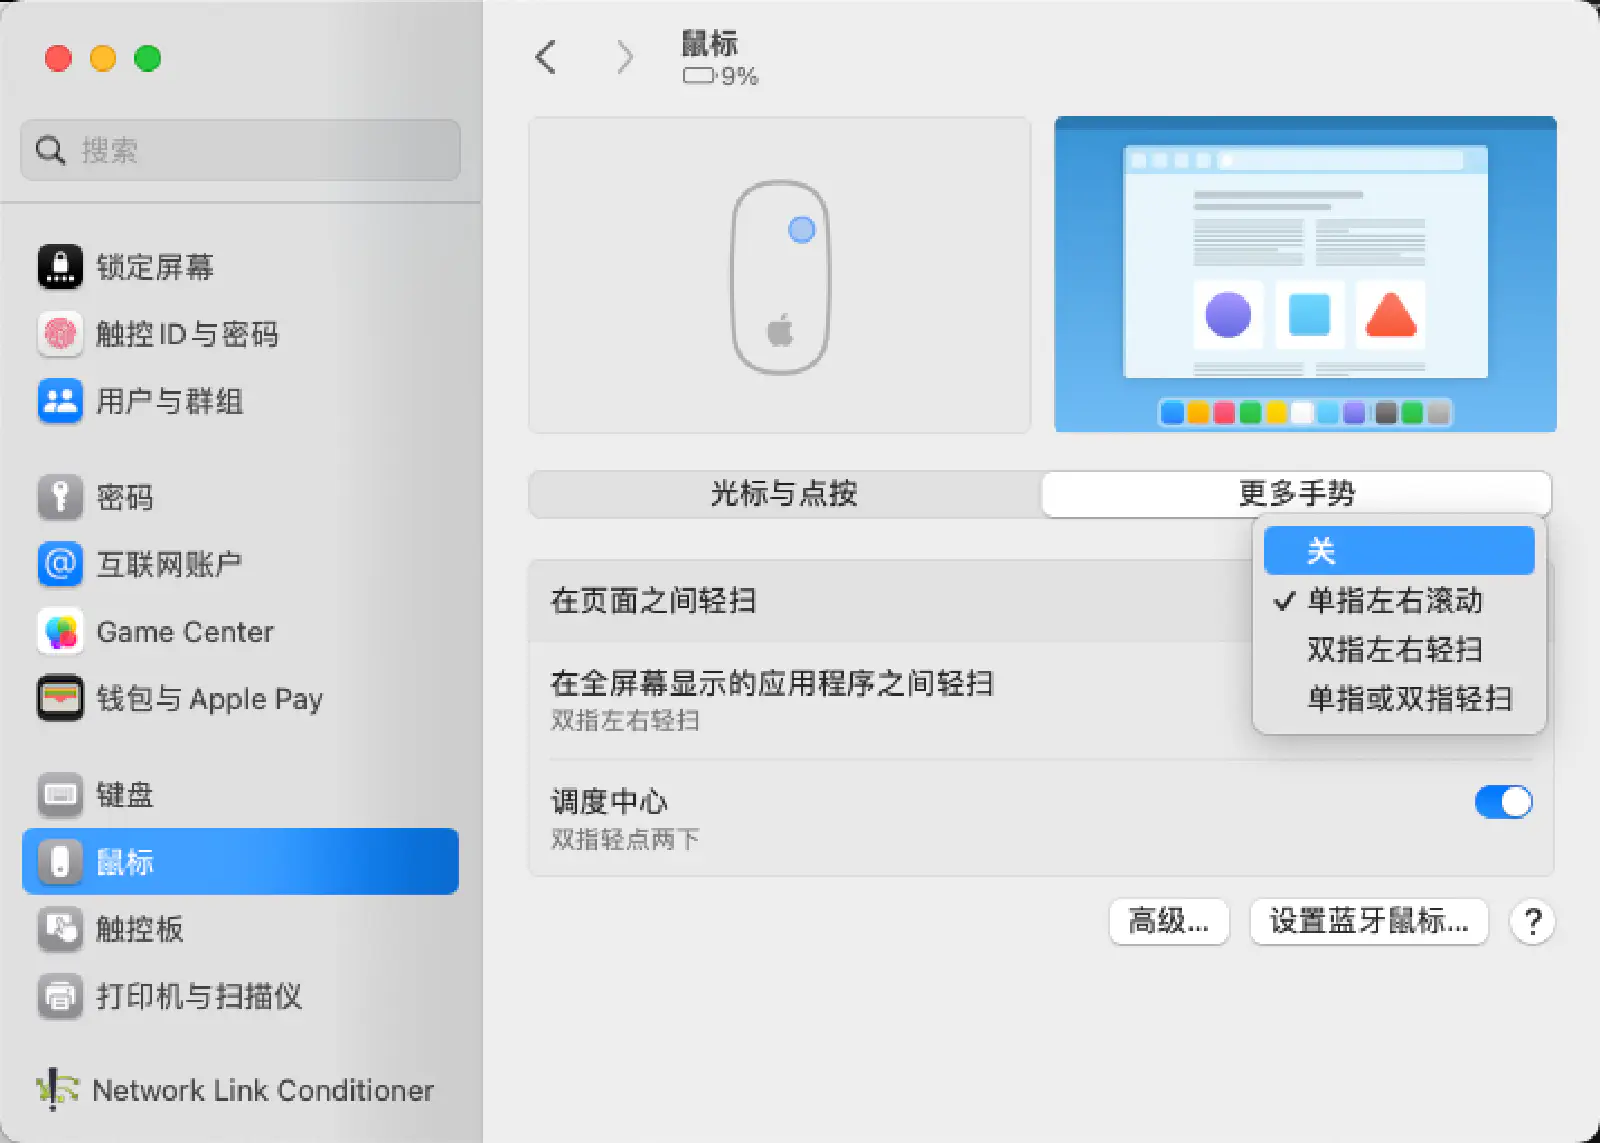 搜索
锁定屏幕
触控 ID 与密码
用户与群组
密码
互联网账户
Game Center
钱包与 Apple Pay
键盘
鼠标
触控板
打印机与扫描仪
Network Link Conditioner
鼠标
9%
光标与点按
更多手势
在页面之间轻扫
关
单指左右滚动
双指左右轻扫
单指或双指轻扫
在全屏幕显示的应用程序之间轻扫
双指左右轻扫
调度中心
双指轻点两下
高级...
设置蓝牙鼠标...
?